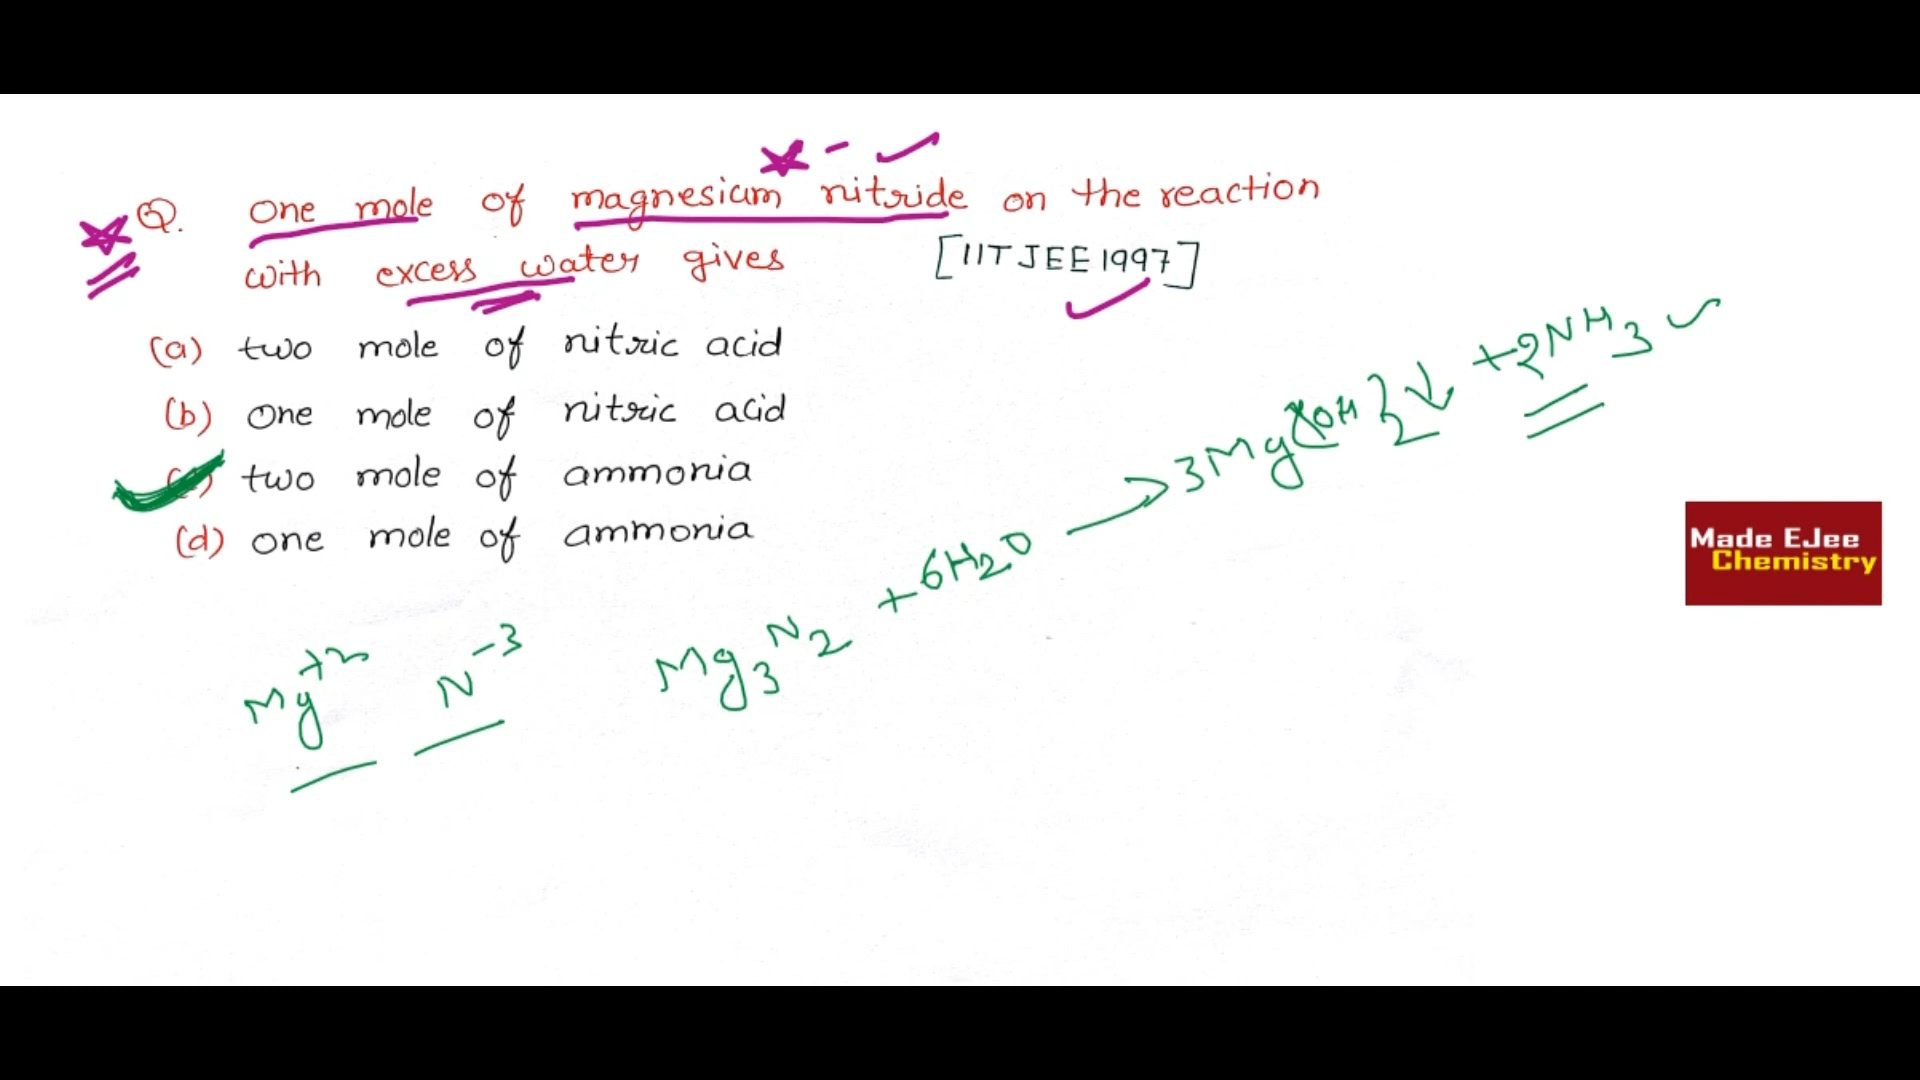 Q. One mole of magnesium nitride on the reaction
with excess water gives [IIT JEE 1997]
(a) two mole of nitric acid
(b) one mole of nitric acid
two mole of ammonia
(d) one mole of ammonia
Mg+2 N-3
Mg3N2 + 6H2O → 3Mg(OH)2↓ + 2NH3
Made EJee
Chemistry